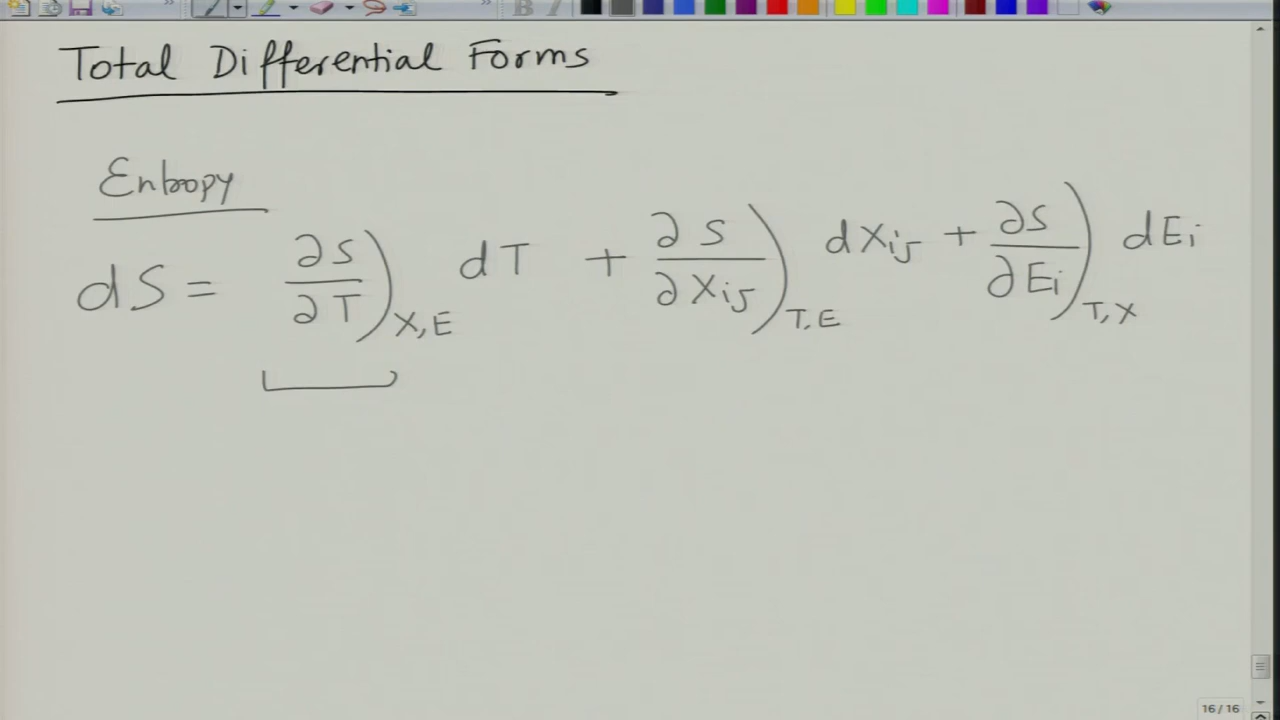 Total Differential Forms
Entropy
dS = ∂S/∂T)X,E dT + ∂S/∂Xij)T,E dXij + ∂S/∂Ei)T,X dEi
16 / 16